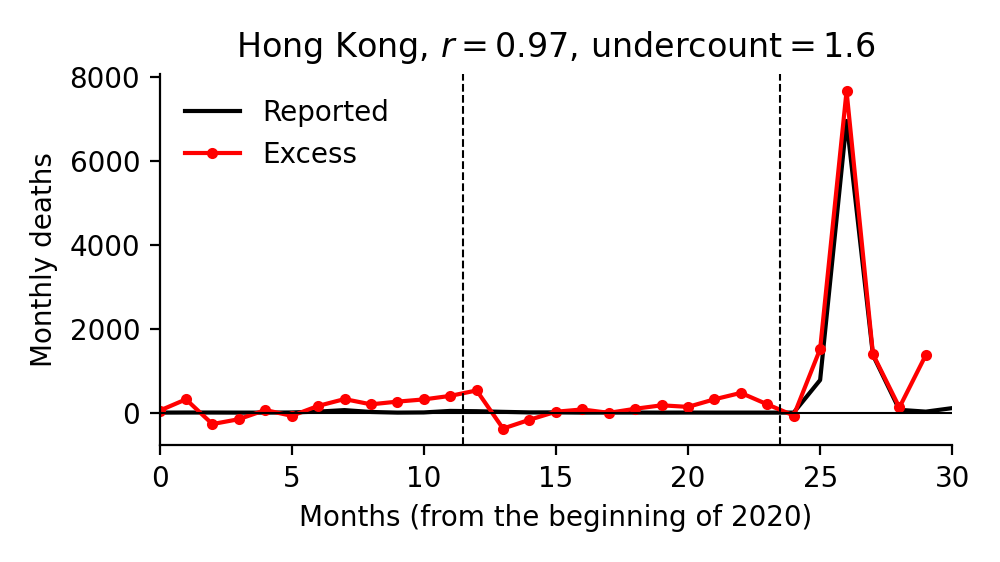 Hong Kong, r = 0.97, undercount = 1.6
8000
6000
4000
2000
0
Monthly deaths
Reported
Excess
0 5 10 15 20 25 30
Months (from the beginning of 2020)